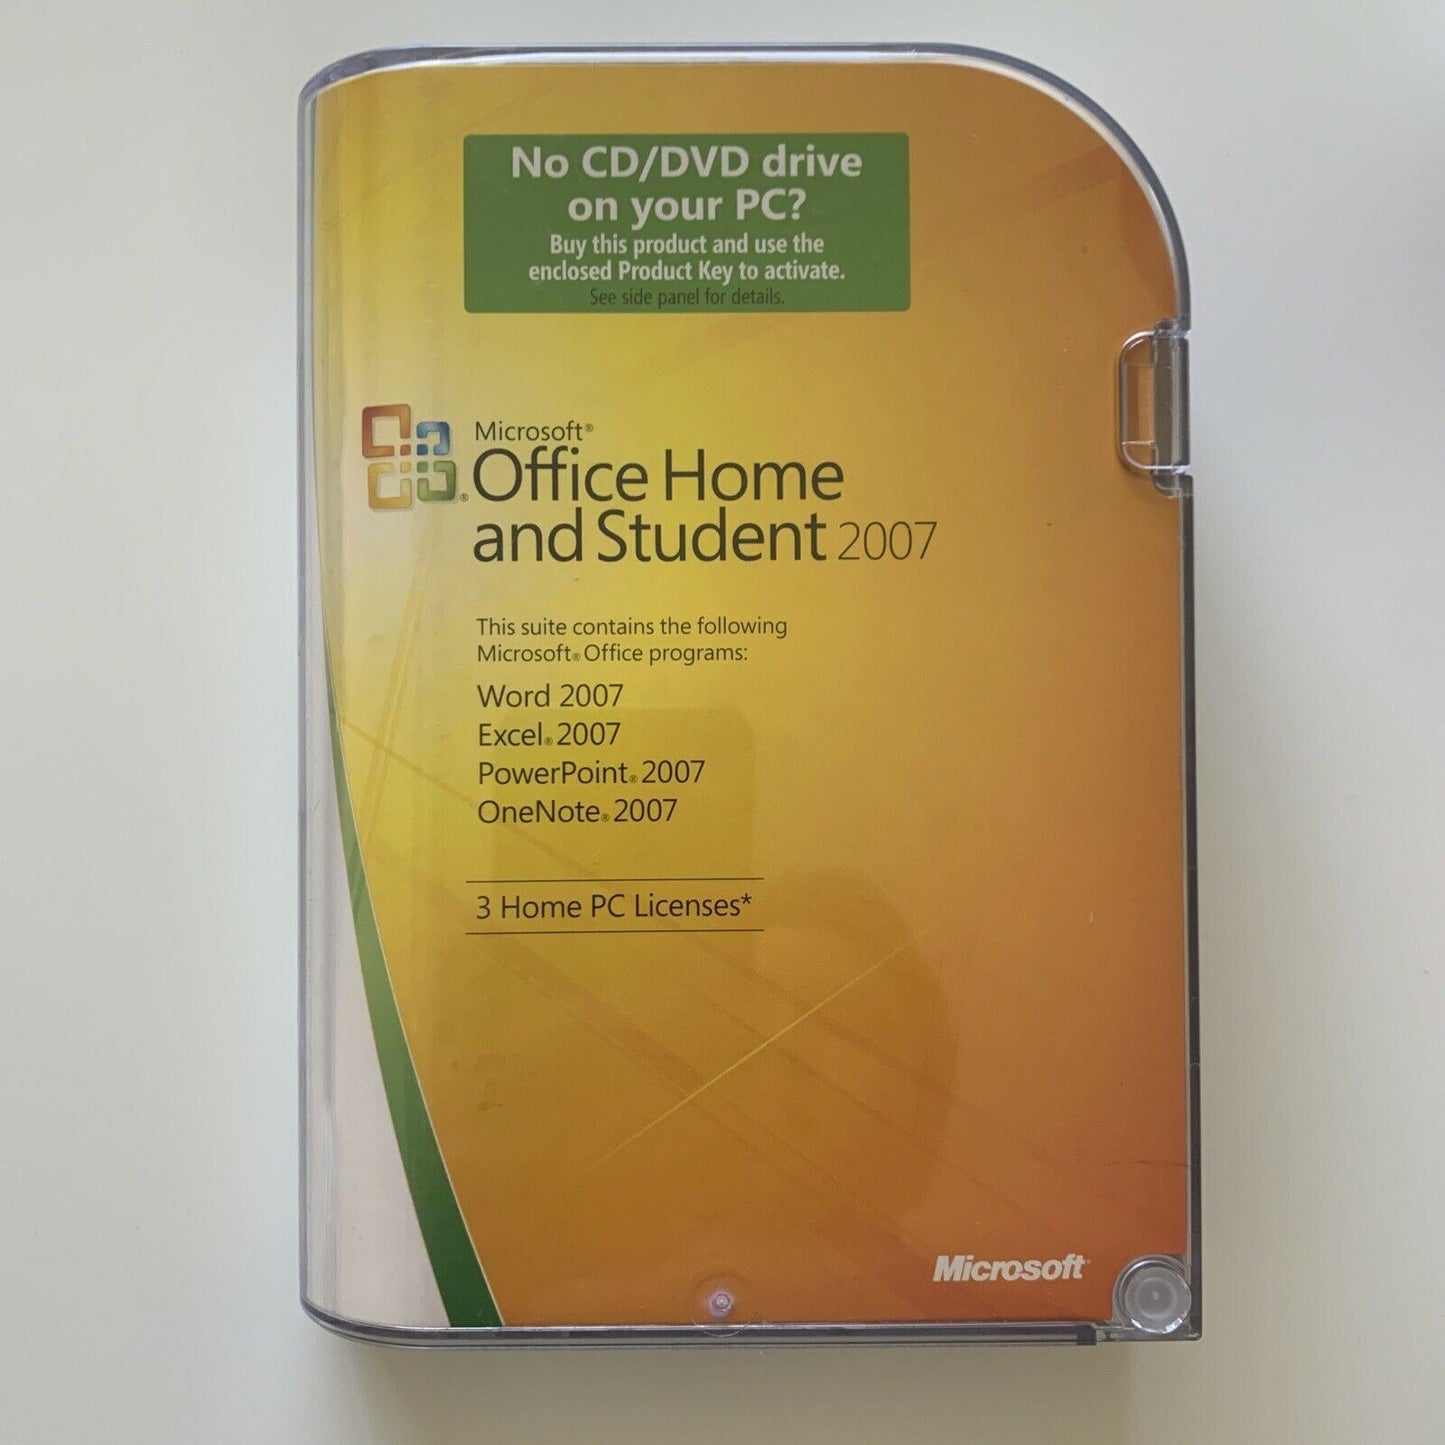 No CD/DVD drive
on your PC?
Buy this product and use the
enclosed Product Key to activate.
See side panel for details.
Microsoft®
Office Home
and Student 2007
This suite contains the following
Microsoft® Office programs:
Word 2007
Excel® 2007
PowerPoint® 2007
OneNote® 2007
3 Home PC Licenses*
Microsoft®